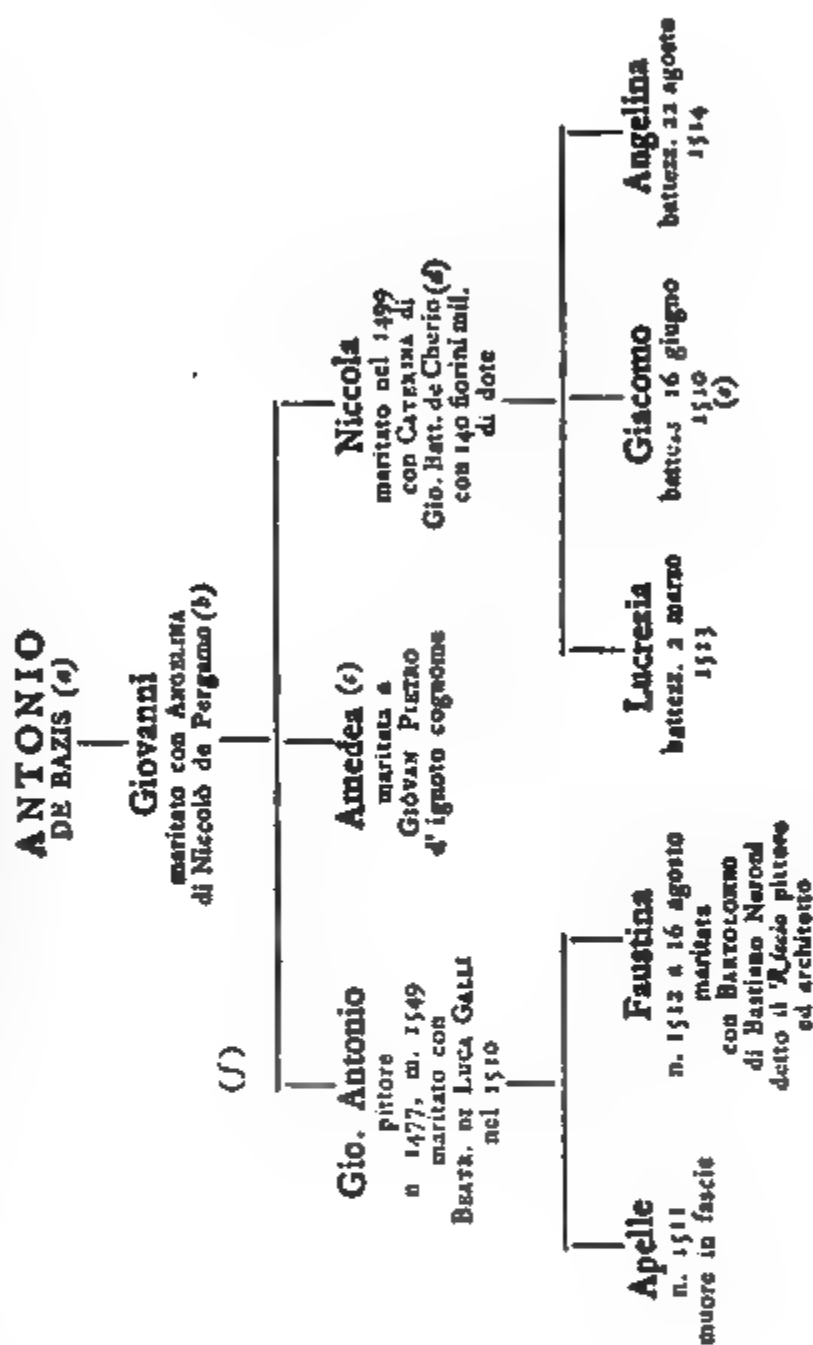 ANTONIO
DE BAZIS (a)
Giovanni
maritato con ANGELINA
di Niccolò da Pergamo (b)
(f)
Gio. Antonio
pittore
n 1477, m. 1549
maritato con
BEATR. DI LUCA GALLI
nel 1510
Amedea (c)
maritata a
GIOVAN PIETRO
d'ignoto cognome
Niccola
maritato nel 1499
con CATERINA di
Gio. Batt. de Cherio (d)
con 140 fiorini mil.
di dote
Apelle
n. 1511
muore in fascie
Faustina
n. 1512 a 16 agosto
maritata
con BARTOLOMEO
di Bastiano Neroni
detto il Riccio pittore
ed architetto
Lucrezia
battezz. 2 marzo
1513
Giacomo
battezz 16 giugno
1510
(e)
Angelina
battezz. 22 agosto
1514